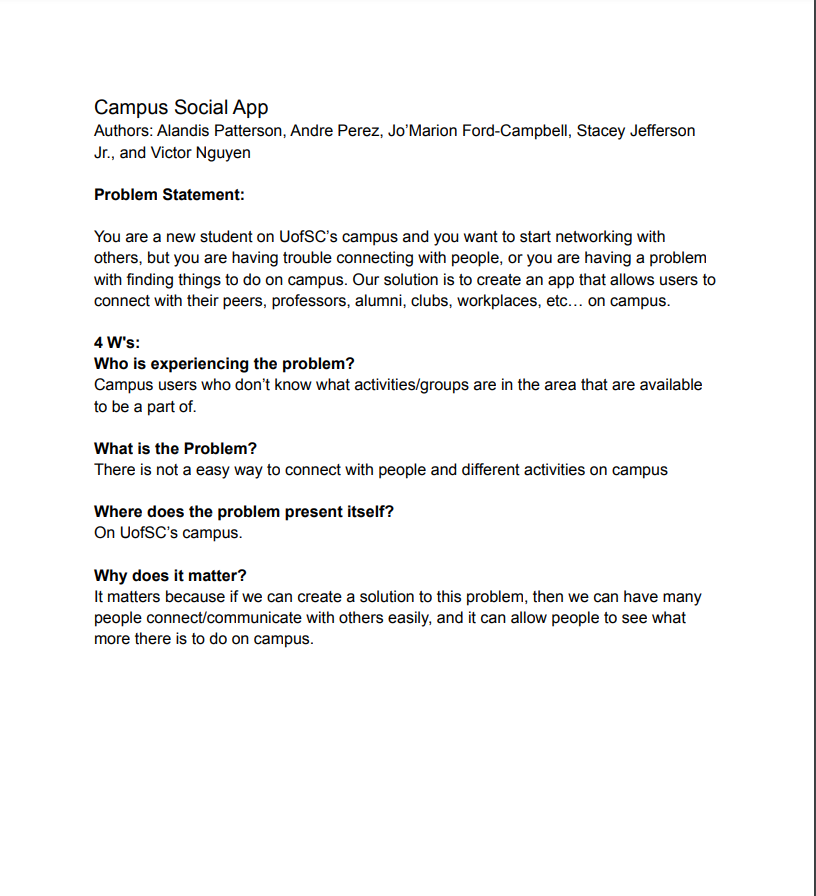 Campus Social App
Authors: Alandis Patterson, Andre Perez, Jo’Marion Ford-Campbell, Stacey Jefferson
Jr., and Victor Nguyen
Problem Statement:
You are a new student on UofSC’s campus and you want to start networking with
others, but you are having trouble connecting with people, or you are having a problem
with finding things to do on campus. Our solution is to create an app that allows users to
connect with their peers, professors, alumni, clubs, workplaces, etc… on campus.
4 W's:
Who is experiencing the problem?
Campus users who don’t know what activities/groups are in the area that are available
to be a part of.
What is the Problem?
There is not a easy way to connect with people and different activities on campus
Where does the problem present itself?
On UofSC’s campus.
Why does it matter?
It matters because if we can create a solution to this problem, then we can have many
people connect/communicate with others easily, and it can allow people to see what
more there is to do on campus.